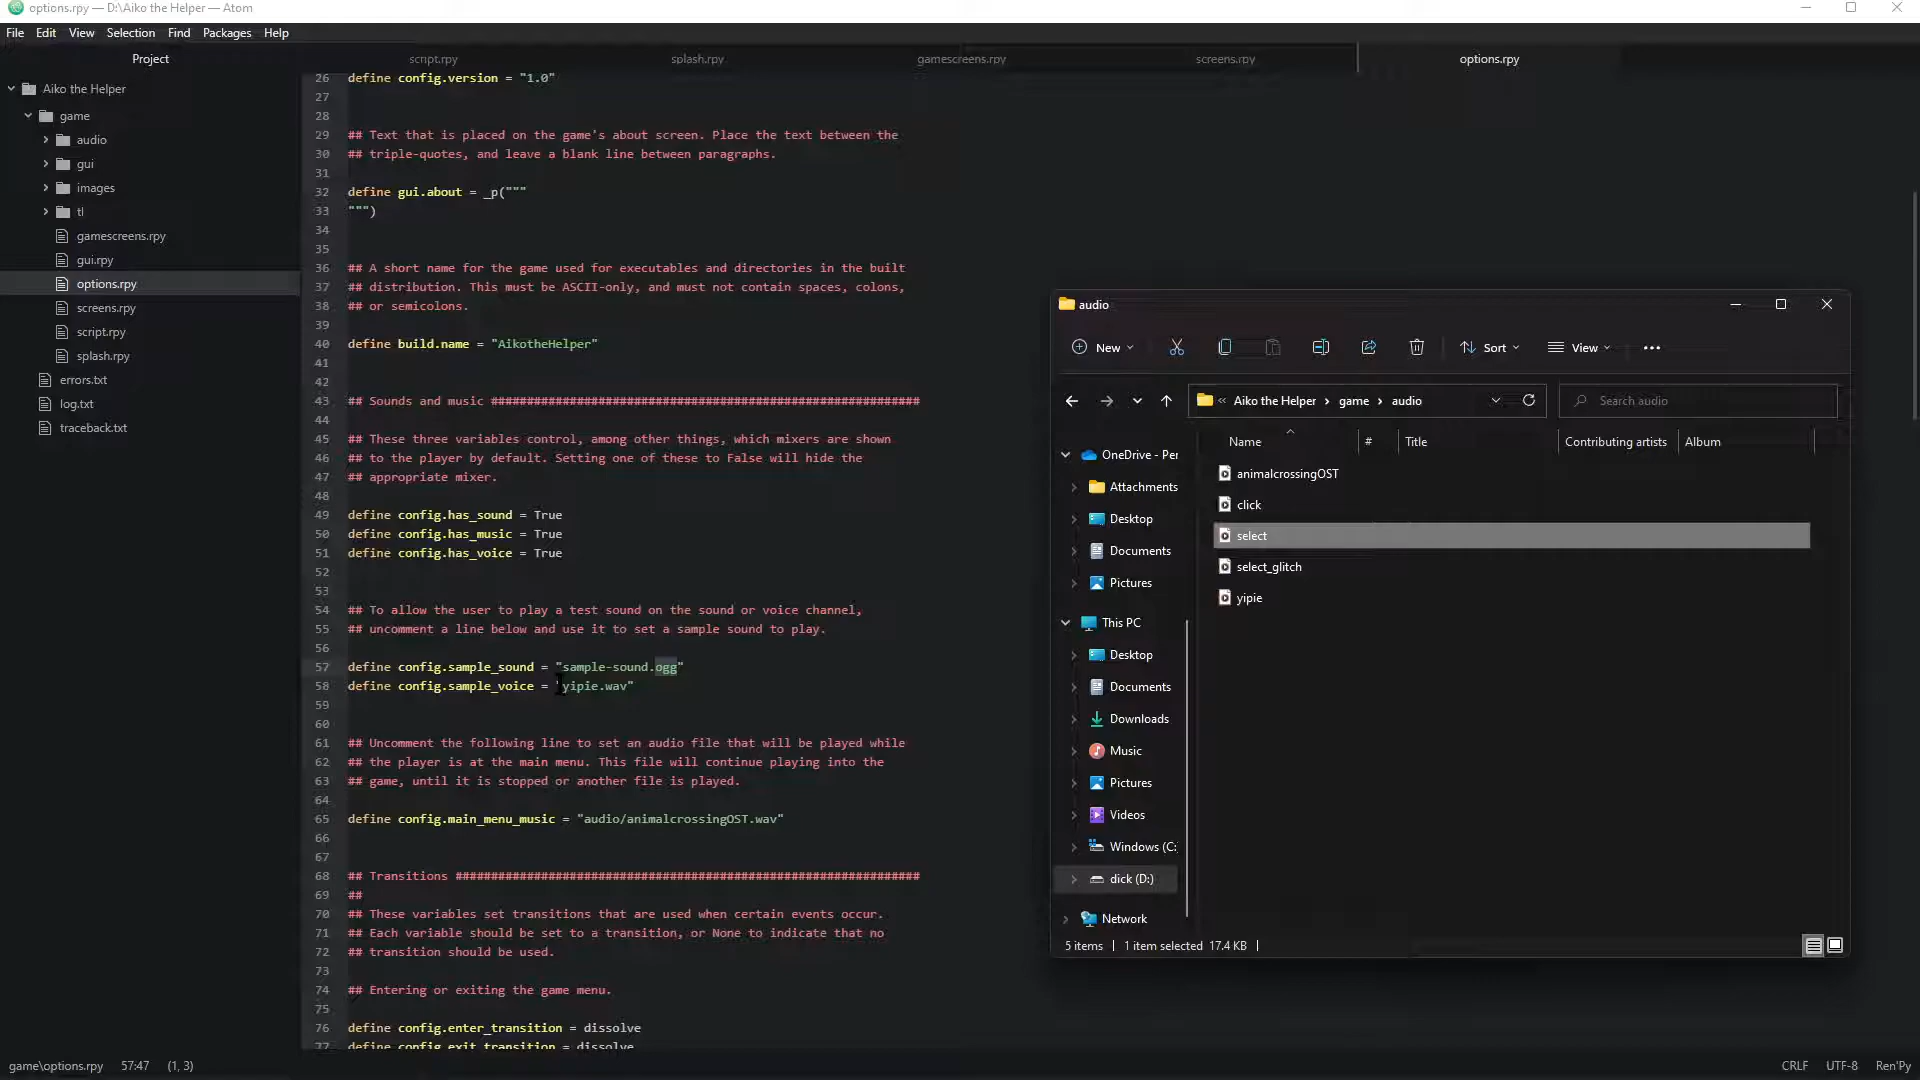 options.rpy — D:\Aiko the Helper — Atom
File Edit View Selection Find Packages Help
Project
script.rpy
splash.rpy
gamescreens.rpy
screens.rpy
options.rpy
Aiko the Helper
game
audio
gui
images
tl
gamescreens.rpy
gui.rpy
options.rpy
screens.rpy
script.rpy
splash.rpy
errors.txt
log.txt
traceback.txt
26 define config.version = "1.0"
27
28
29 ## Text that is placed on the game's about screen. Place the text between the
30 ## triple-quotes, and leave a blank line between paragraphs.
31
32 define gui.about = _p("""
33 """)
34
35
36 ## A short name for the game used for executables and directories in the built
37 ## distribution. This must be ASCII-only, and must not contain spaces, colons,
38 ## or semicolons.
39
40 define build.name = "AikotheHelper"
41
42
43 ## Sounds and music ############################################################
44
45 ## These three variables control, among other things, which mixers are shown
46 ## to the player by default. Setting one of these to False will hide the
47 ## appropriate mixer.
48
49 define config.has_sound = True
50 define config.has_music = True
51 define config.has_voice = True
52
53
54 ## To allow the user to play a test sound on the sound or voice channel,
55 ## uncomment a line below and use it to set a sample sound to play.
56
57 define config.sample_sound = "sample-sound.ogg"
58 define config.sample_voice = "yipie.wav"
59
60
61 ## Uncomment the following line to set an audio file that will be played while
62 ## the player is at the main menu. This file will continue playing into the
63 ## game, until it is stopped or another file is played.
64
65 define config.main_menu_music = "audio/animalcrossingOST.wav"
66
67
68 ## Transitions #################################################################
69 ##
70 ## These variables set transitions that are used when certain events occur.
71 ## Each variable should be set to a transition, or None to indicate that no
72 ## transition should be used.
73
74 ## Entering or exiting the game menu.
75
76 define config.enter_transition = dissolve
77 define config.exit_transition = dissolve
game\options.rpy 57:47 (1, 3)
CRLF UTF-8 Ren'Py
audio
New
Sort
View
« Aiko the Helper › game › audio
Search audio
Name # Title Contributing artists Album
animalcrossingOST
click
select
select_glitch
yipie
OneDrive - Per
Attachments
Desktop
Documents
Pictures
This PC
Desktop
Documents
Downloads
Music
Pictures
Videos
Windows (C:
dick (D:)
Network
5 items 1 item selected 17.4 KB